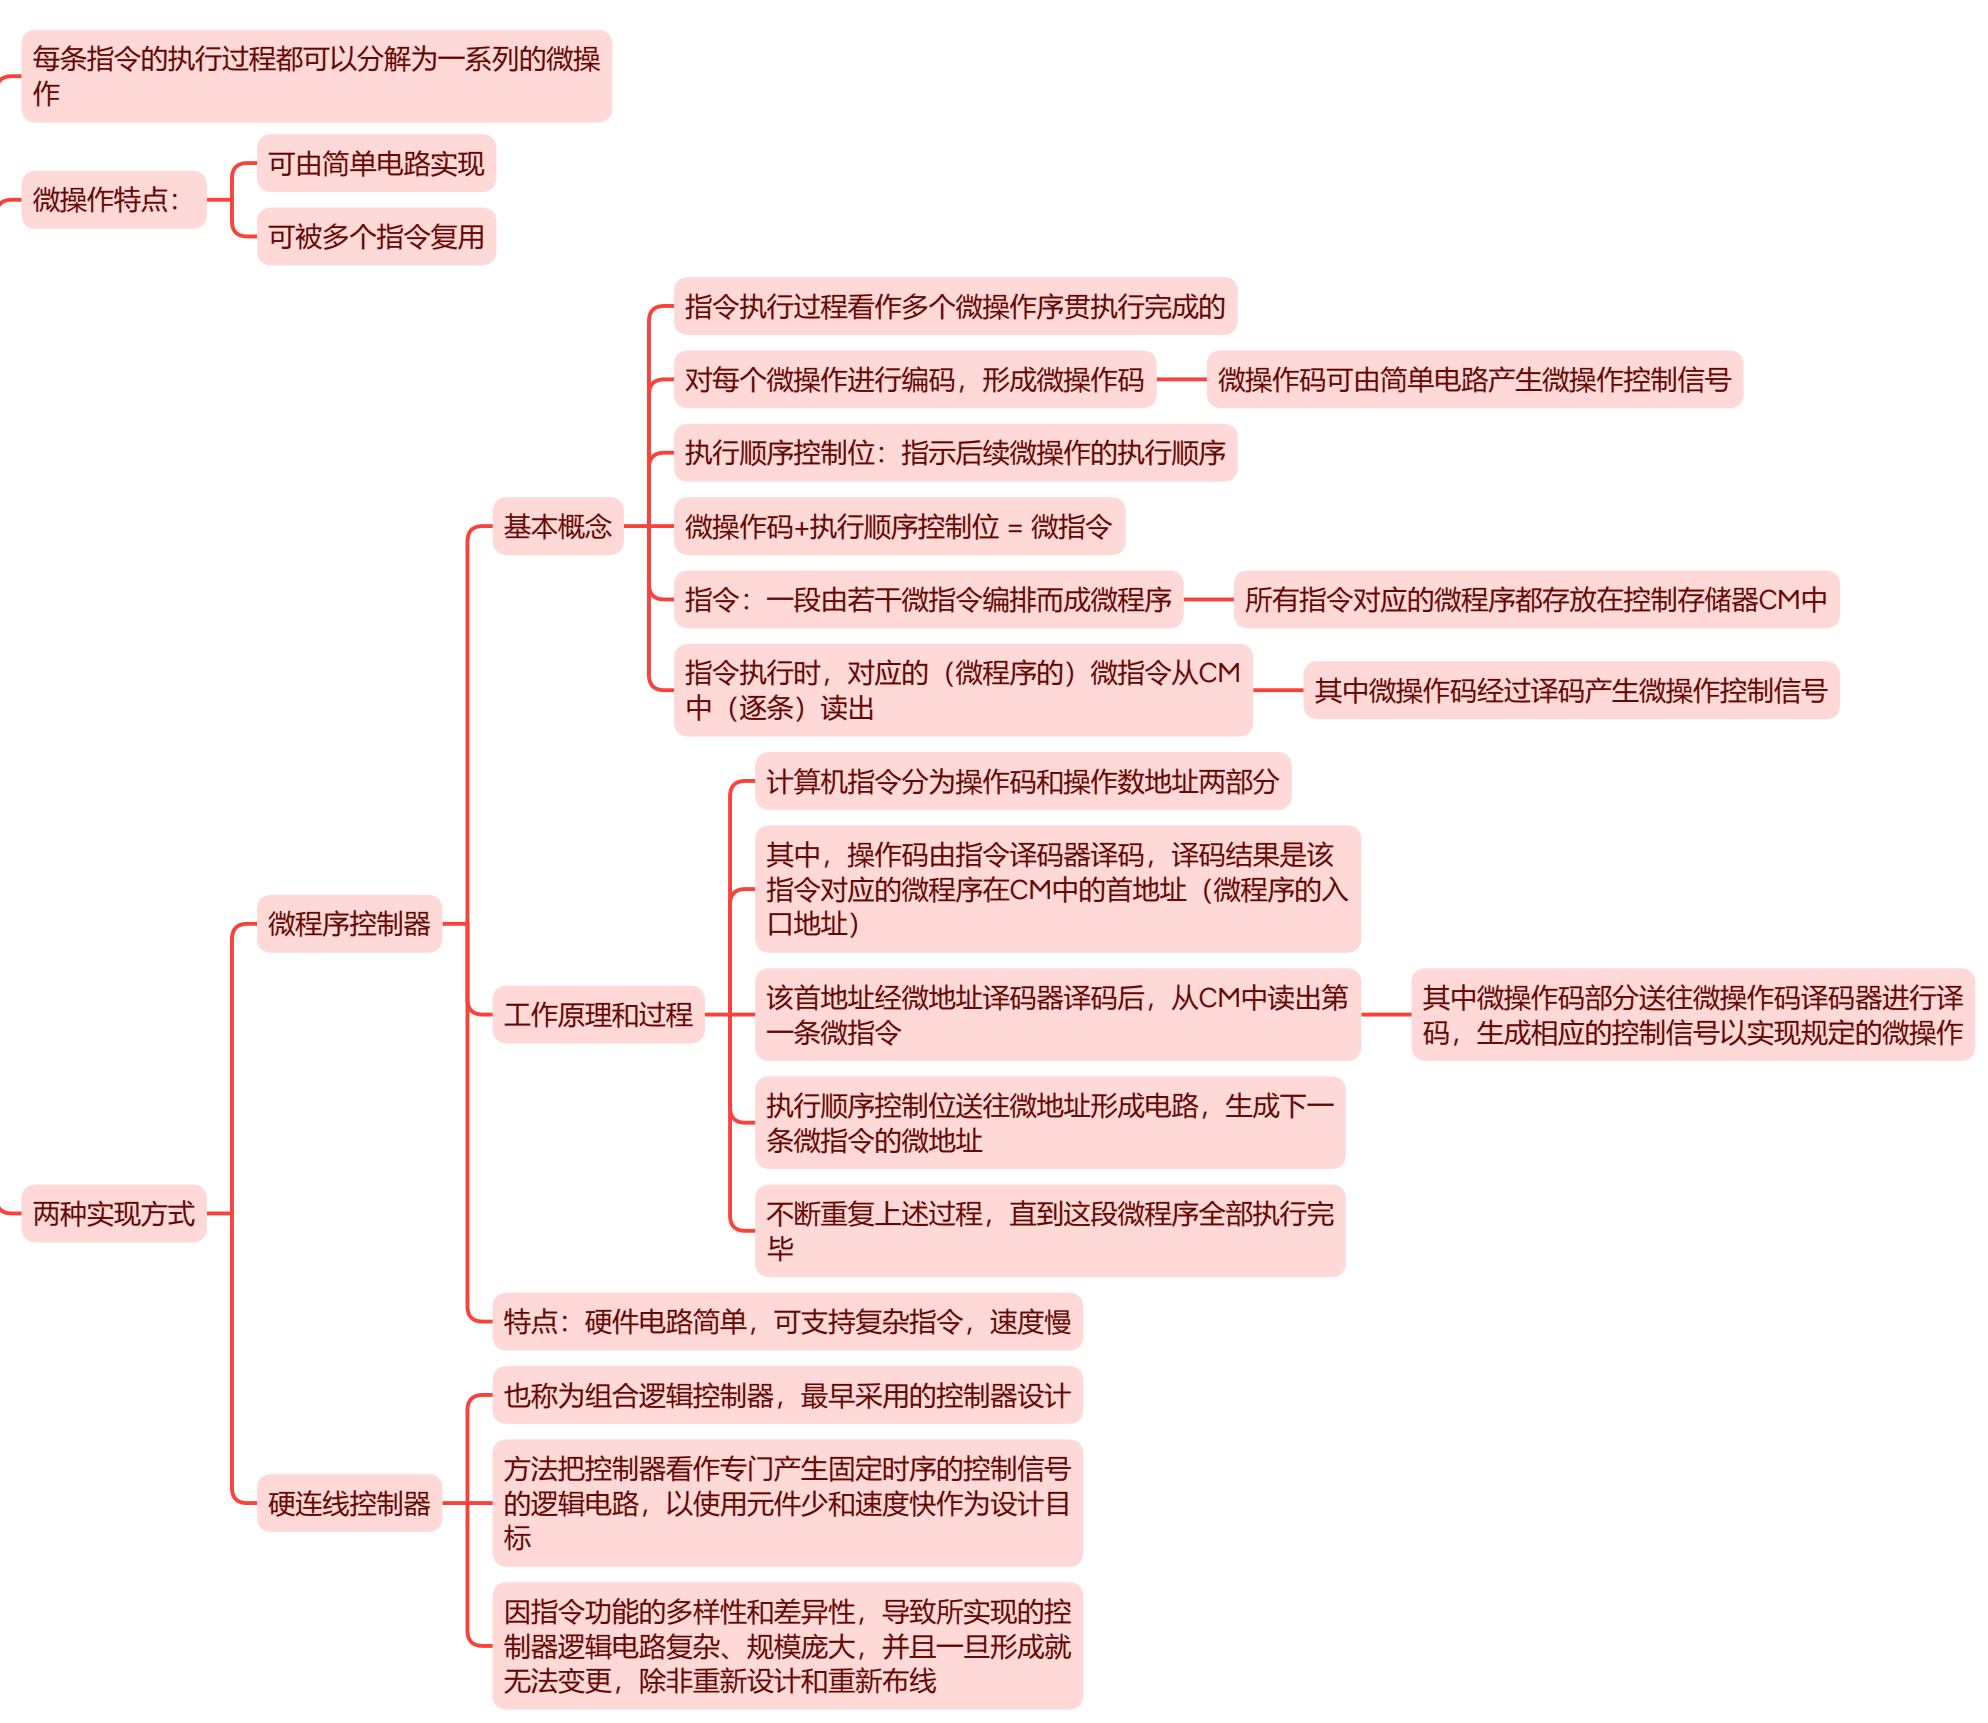 每条指令的执行过程都可以分解为一系列的微操
作
微操作特点：
可由简单电路实现
可被多个指令复用
两种实现方式
微程序控制器
基本概念
指令执行过程看作多个微操作序贯执行完成的
对每个微操作进行编码，形成微操作码
微操作码可由简单电路产生微操作控制信号
执行顺序控制位：指示后续微操作的执行顺序
微操作码+执行顺序控制位 = 微指令
指令：一段由若干微指令编排而成微程序
所有指令对应的微程序都存放在控制存储器CM中
指令执行时，对应的（微程序的）微指令从CM
中（逐条）读出
其中微操作码经过译码产生微操作控制信号
工作原理和过程
计算机指令分为操作码和操作数地址两部分
其中，操作码由指令译码器译码，译码结果是该
指令对应的微程序在CM中的首地址（微程序的入
口地址）
该首地址经微地址译码器译码后，从CM中读出第
一条微指令
其中微操作码部分送往微操作码译码器进行译
码，生成相应的控制信号以实现规定的微操作
执行顺序控制位送往微地址形成电路，生成下一
条微指令的微地址
不断重复上述过程，直到这段微程序全部执行完
毕
特点：硬件电路简单，可支持复杂指令，速度慢
硬连线控制器
也称为组合逻辑控制器，最早采用的控制器设计
方法把控制器看作专门产生固定时序的控制信号
的逻辑电路，以使用元件少和速度快作为设计目
标
因指令功能的多样性和差异性，导致所实现的控
制器逻辑电路复杂、规模庞大，并且一旦形成就
无法变更，除非重新设计和重新布线